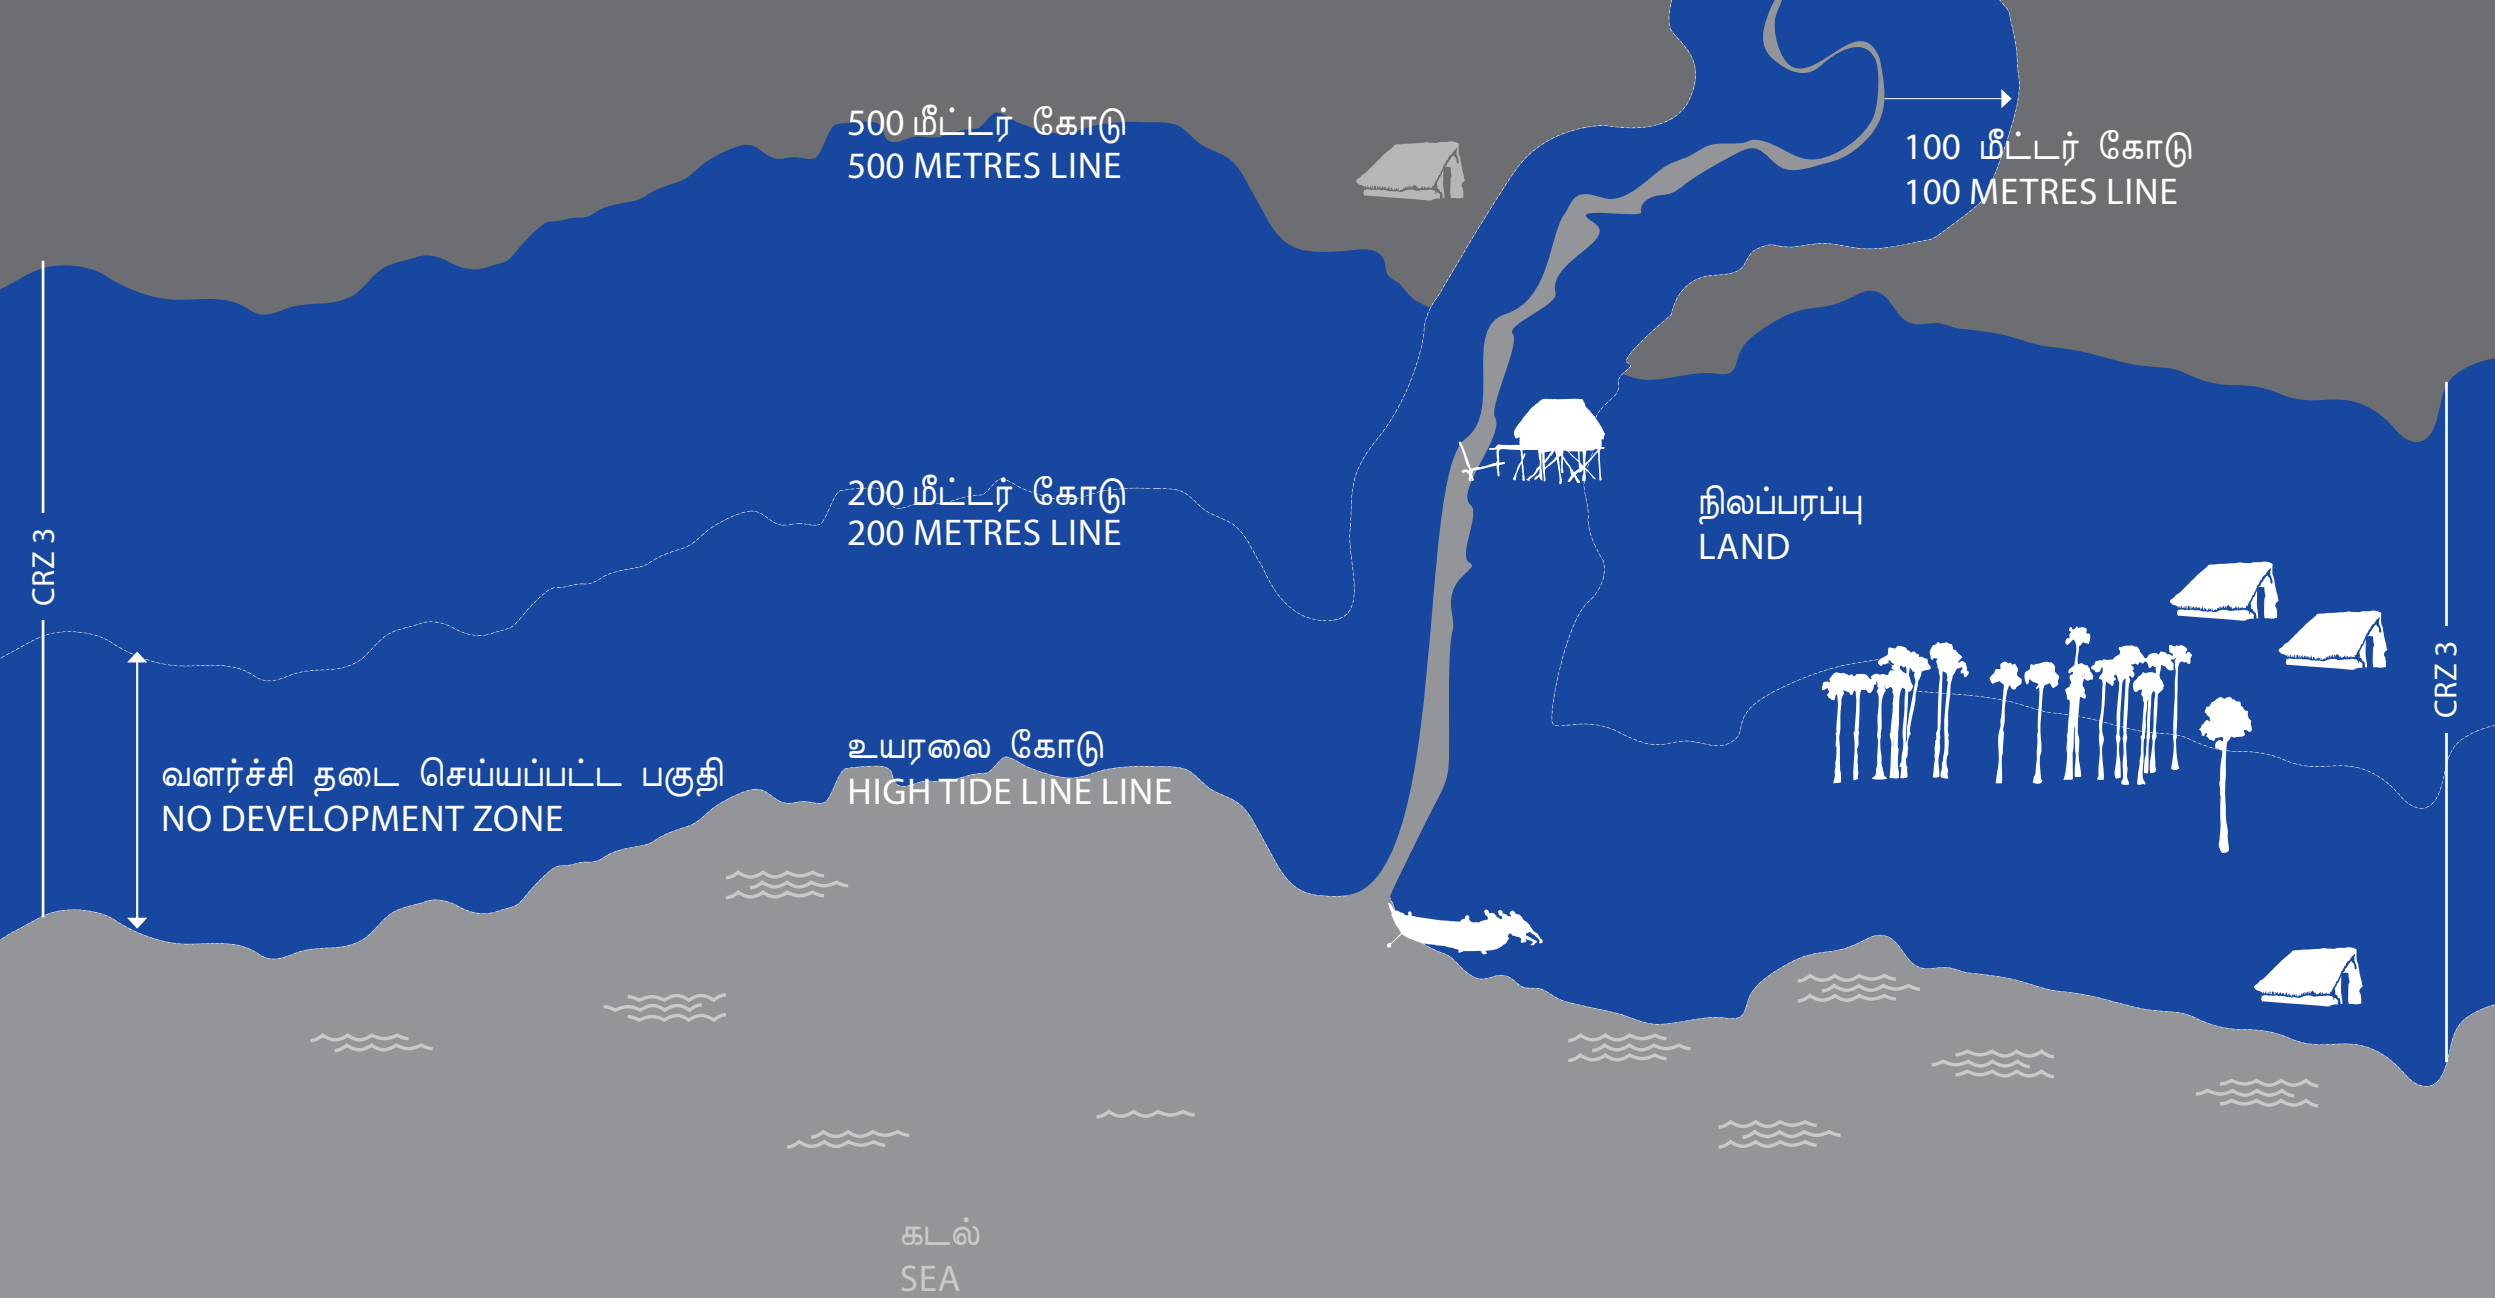 500 மீட்டர் கோடு
500 METRES LINE
100 மீட்டர் கோடு
100 METRES LINE
200 மீட்டர் கோடு
200 METRES LINE
நிலப்பரப்பு
LAND
CRZ 3
CRZ 3
உயரலை கோடு
HIGH TIDE LINE LINE
வளர்ச்சி தடை செய்யப்பட்ட பகுதி
NO DEVELOPMENT ZONE
கடல்
SEA